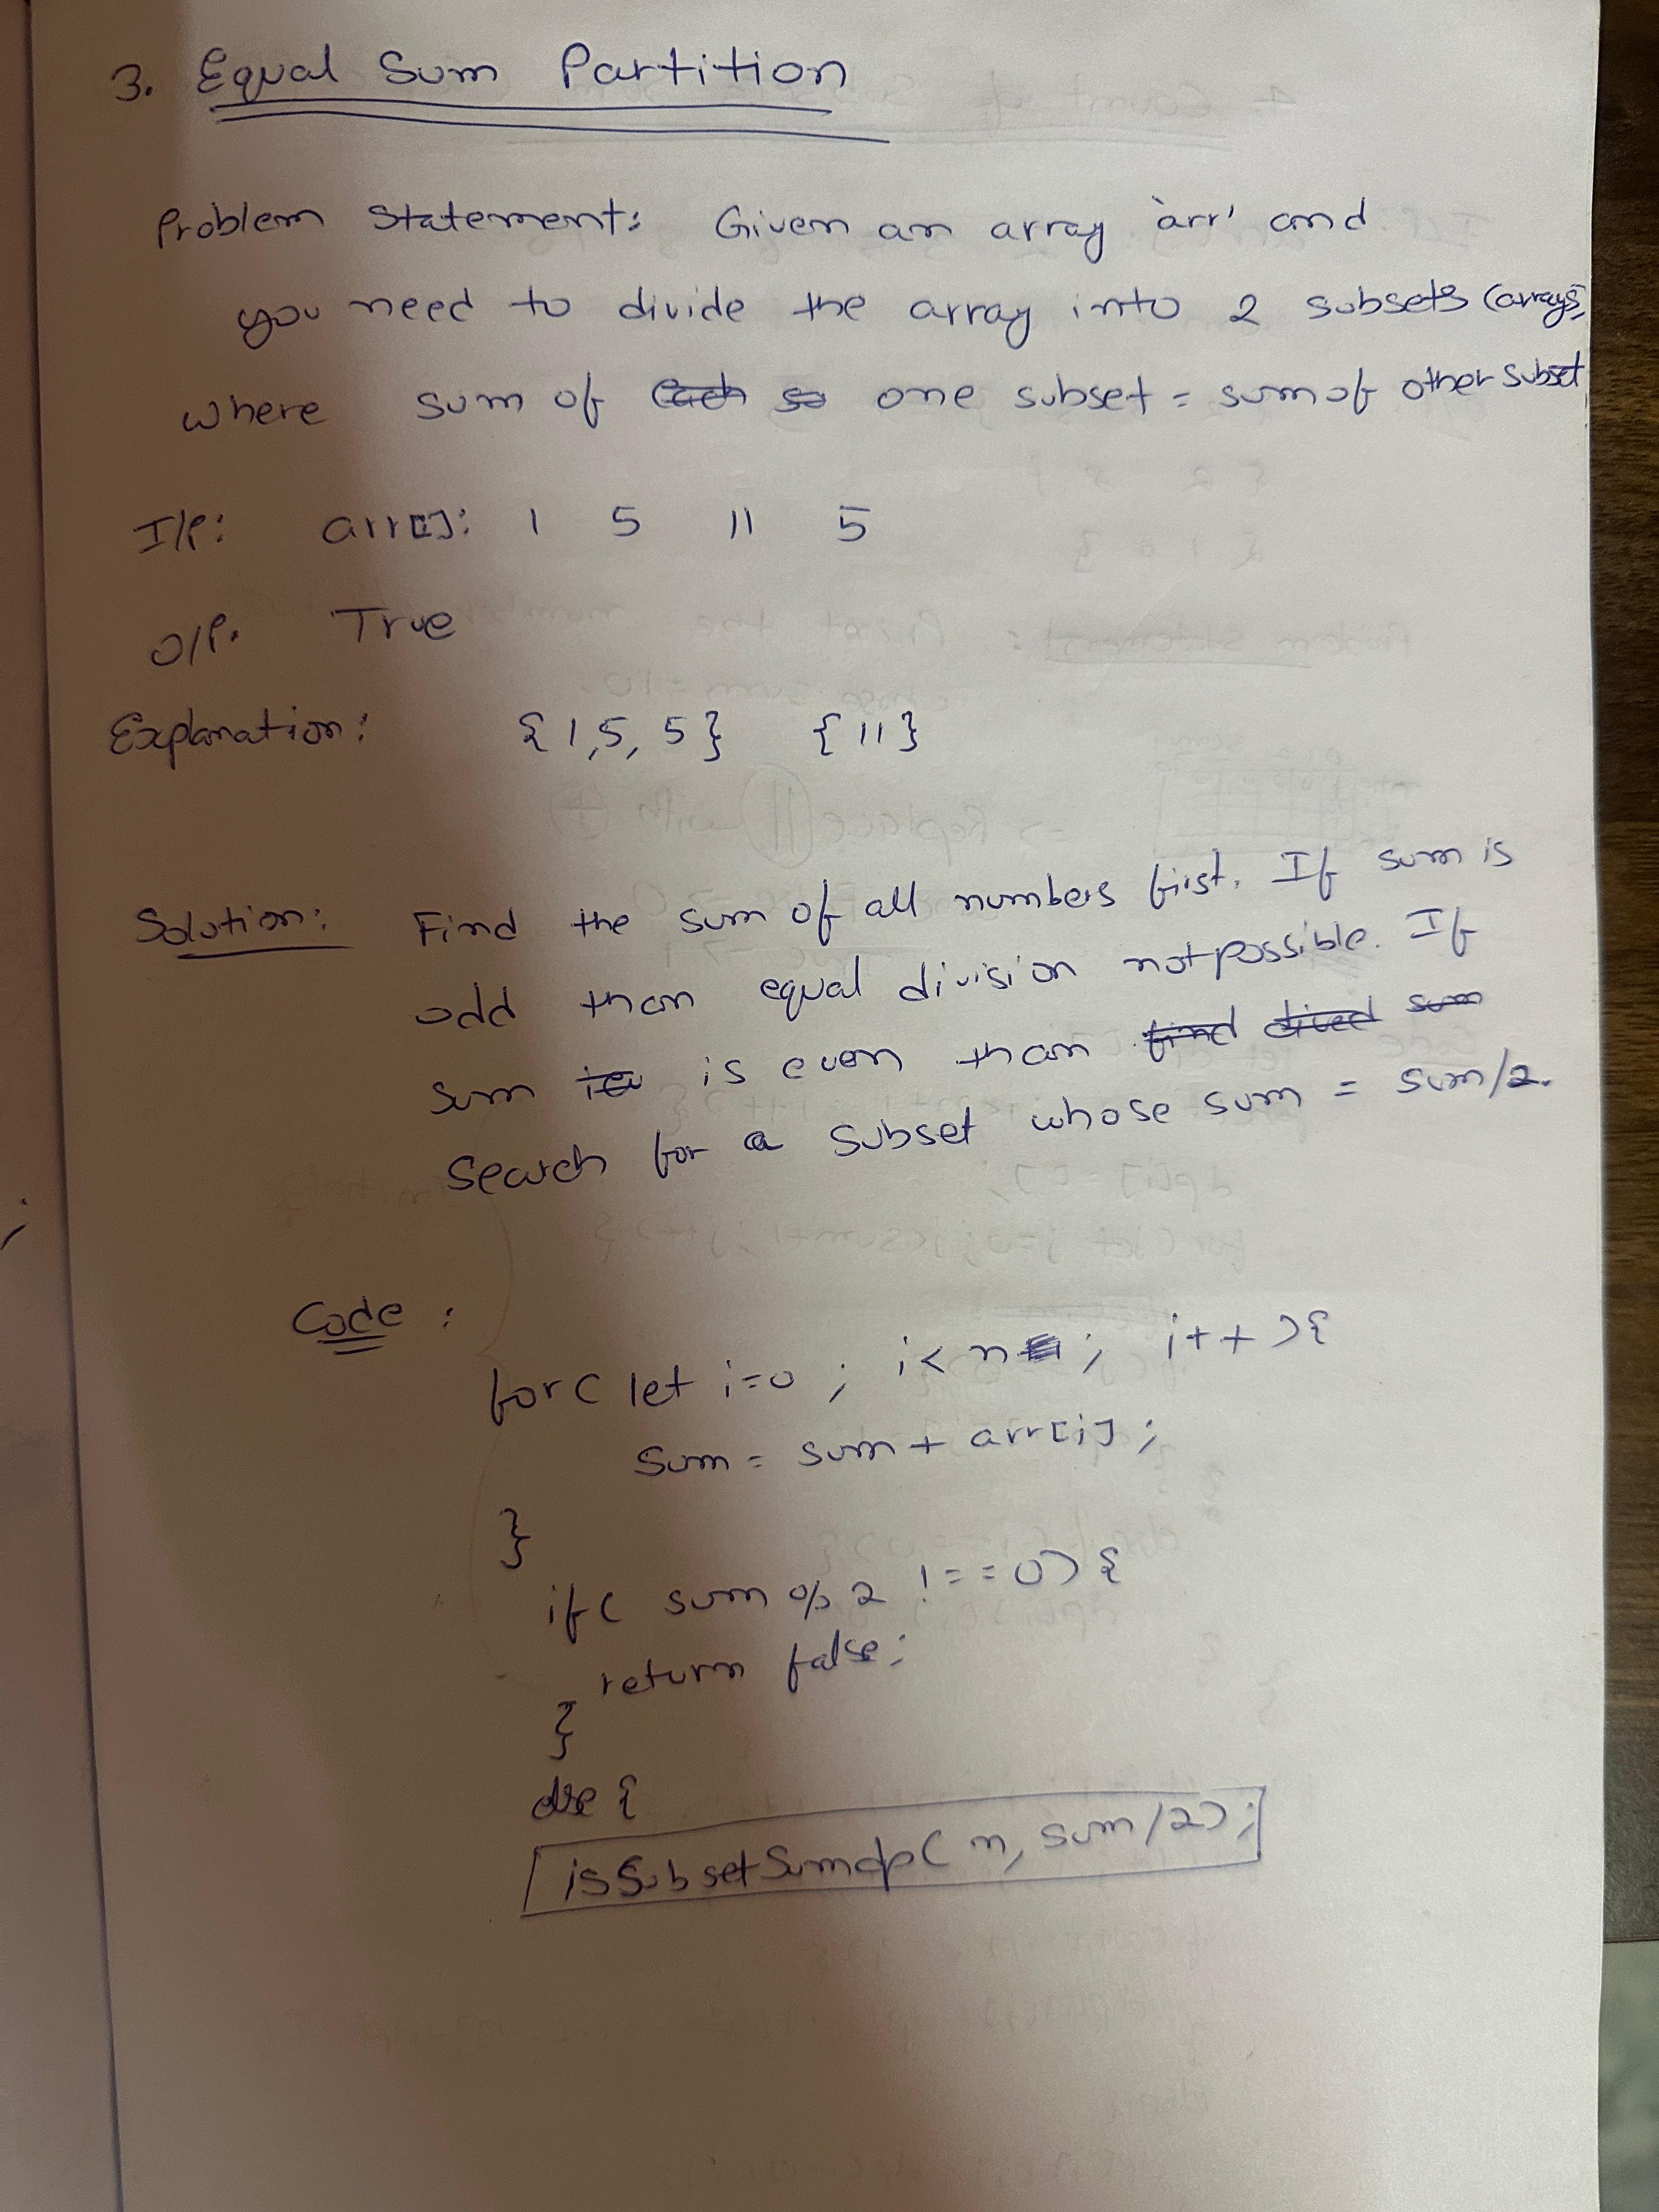 3. Equal Sum Partition
Problem Statement: Given an array 'arr' and
you need to divide the array into 2 subsets (arrays)
where sum of one subset = sum of other subset
I/P: arr[]: 1 5 11 5
O/P. True
Explanation: {1,5,5} {11}
Solution: Find the sum of all numbers first. If sum is
odd than equal division not possible. If
sum is even than
search for a subset whose sum = sum/2.
Code :
for( let i=0 ; i< n ; i++ ){
sum = sum + arr[i] ;
}
if( sum % 2 !==0) {
return false;
}
else {
isSubsetSumdp( n, sum/2);